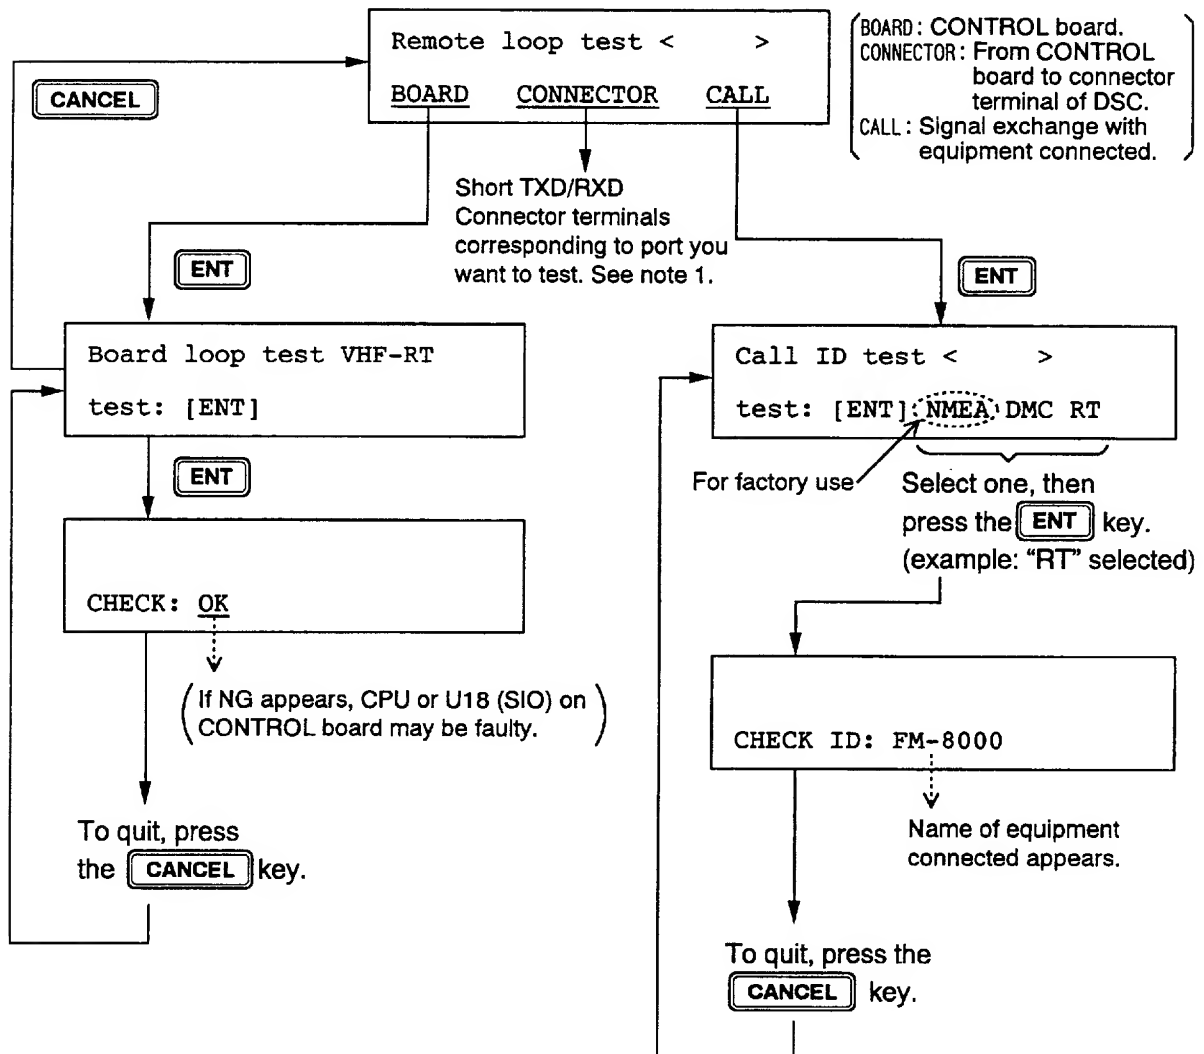 Remote loop test <        >
BOARD   CONNECTOR   CALL
BOARD: CONTROL board.
CONNECTOR: From CONTROL
board to connector
terminal of DSC.
CALL: Signal exchange with
equipment connected.
CANCEL
Short TXD/RXD
Connector terminals
corresponding to port you
want to test. See note 1.
ENT
Board loop test VHF-RT
test: [ENT]
ENT
CHECK: OK
(If NG appears, CPU or U18 (SIO) on
CONTROL board may be faulty.)
To quit, press
the CANCEL key.
ENT
Call ID test <       >
test: [ENT] NMEA DMC RT
For factory use
Select one, then
press the ENT key.
(example: “RT” selected)
CHECK ID: FM-8000
Name of equipment
connected appears.
To quit, press the
CANCEL key.